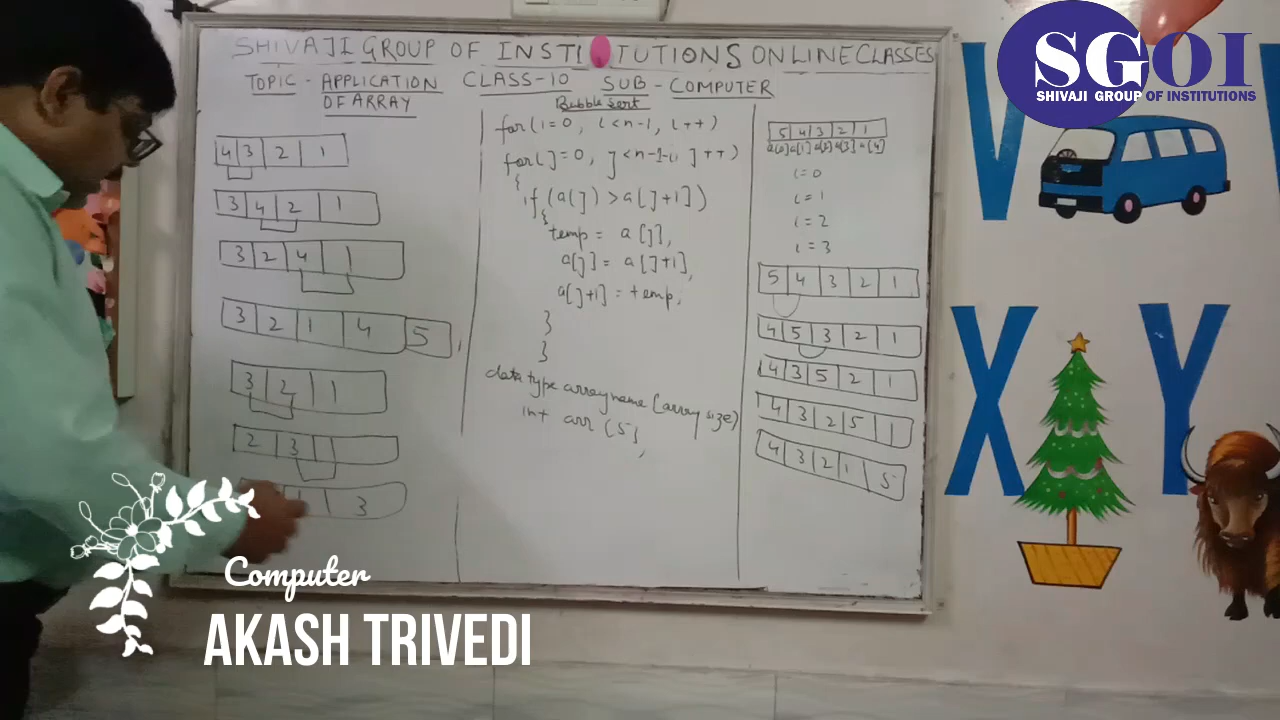 SHIVAJI GROUP OF INSTITUTIONS ONLINE CLASSES
TOPIC - APPLICATION OF ARRAY
CLASS-10 SUB - COMPUTER
4 3 2 1
3 4 2 1
3 2 4 1
3 2 1 4 5
3 2 1
2 3 1
1 3
Bubble Sort
for(i=0, i<n-1, i++)
for(j=0, j<n-1-i, j++)
{
if(a(j) >a[j+1])
{
temp = a[j],
a[j] = a[j+1],
a[j+1] = temp,
}
}
data type array name (array size)
int arr (5},
5 4 3 2 1
a[0] a[1] a[2] a[3] a[4]
i=0
i=1
i=2
i=3
5 4 3 2 1
4 5 3 2 1
4 3 5 2 1
4 3 2 5 1
4 3 2 1 5
SGOI
SHIVAJI GROUP OF INSTITUTIONS
V
X Y
Computer
AKASH TRIVEDI